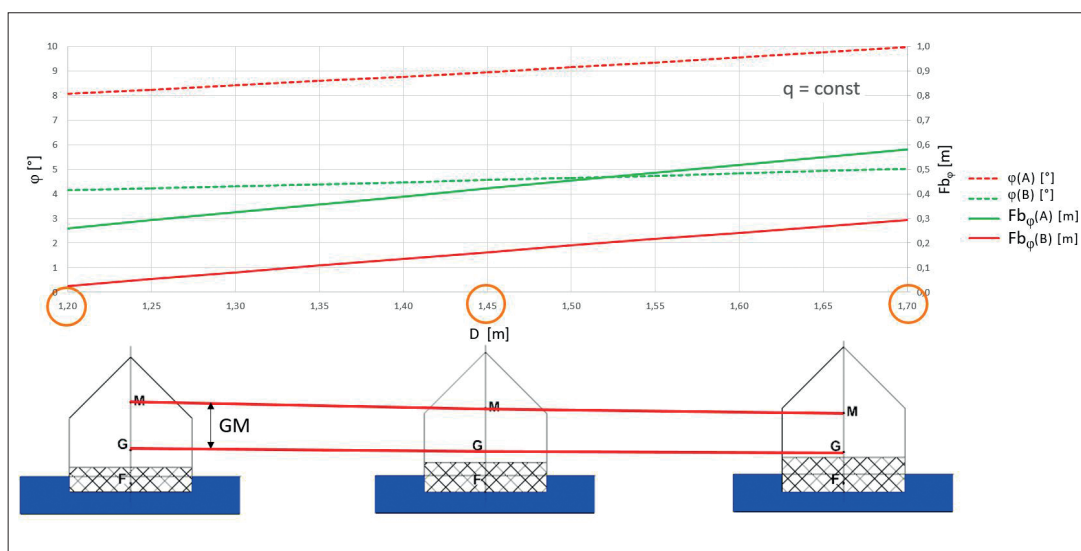 10
9
8
7
6
5
4
3
2
1
0
φ [°]
q = const
1,0
0,9
0,8
0,7
0,6
0,5
0,4
0,3
0,2
0,1
0,0
Fbφ [m]
φ(A) [°]
φ(B) [°]
Fbφ(A) [m]
Fbφ(B) [m]
1,20 1,25 1,30 1,35 1,40 1,45 1,50 1,55 1,60 1,65 1,70
D [m]
M M M
GM
G G G
F F F